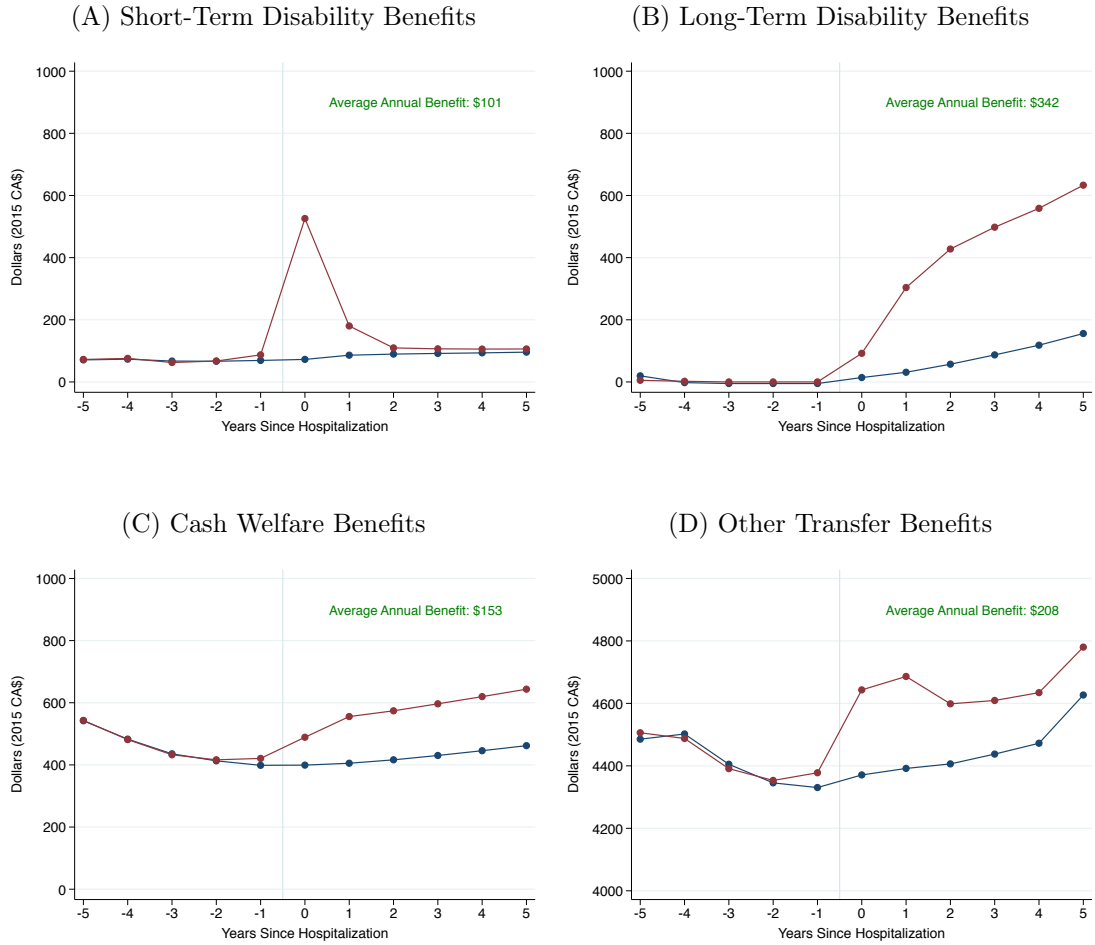 (A) Short-Term Disability Benefits
1000
800
600
400
200
0
Dollars (2015 CA$)
Average Annual Benefit: $101
-5 -4 -3 -2 -1 0 1 2 3 4 5
Years Since Hospitalization
(B) Long-Term Disability Benefits
1000
800
600
400
200
0
Dollars (2015 CA$)
Average Annual Benefit: $342
-5 -4 -3 -2 -1 0 1 2 3 4 5
Years Since Hospitalization
(C) Cash Welfare Benefits
1000
800
600
400
200
0
Dollars (2015 CA$)
Average Annual Benefit: $153
-5 -4 -3 -2 -1 0 1 2 3 4 5
Years Since Hospitalization
(D) Other Transfer Benefits
5000
4800
4600
4400
4200
4000
Dollars (2015 CA$)
Average Annual Benefit: $208
-5 -4 -3 -2 -1 0 1 2 3 4 5
Years Since Hospitalization